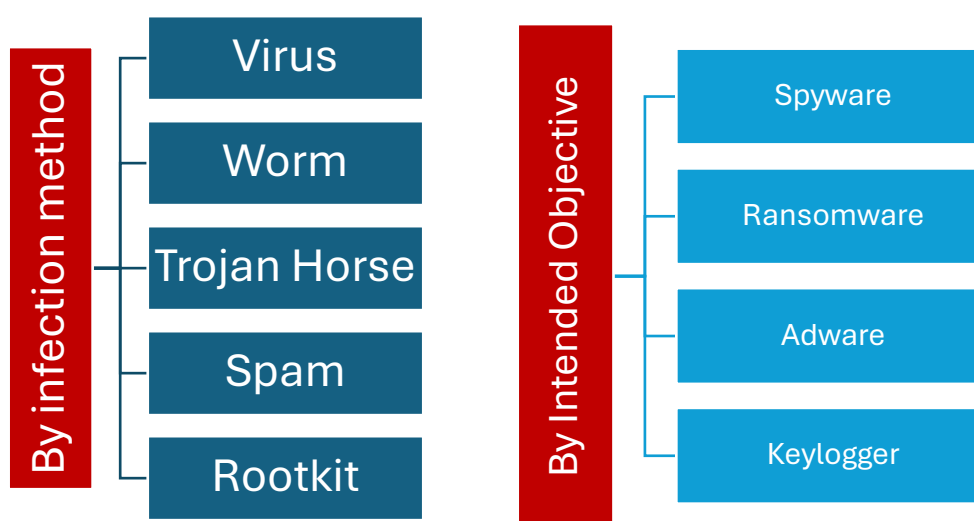 By infection method
Virus
Worm
Trojan Horse
Spam
Rootkit
By Intended Objective
Spyware
Ransomware
Adware
Keylogger